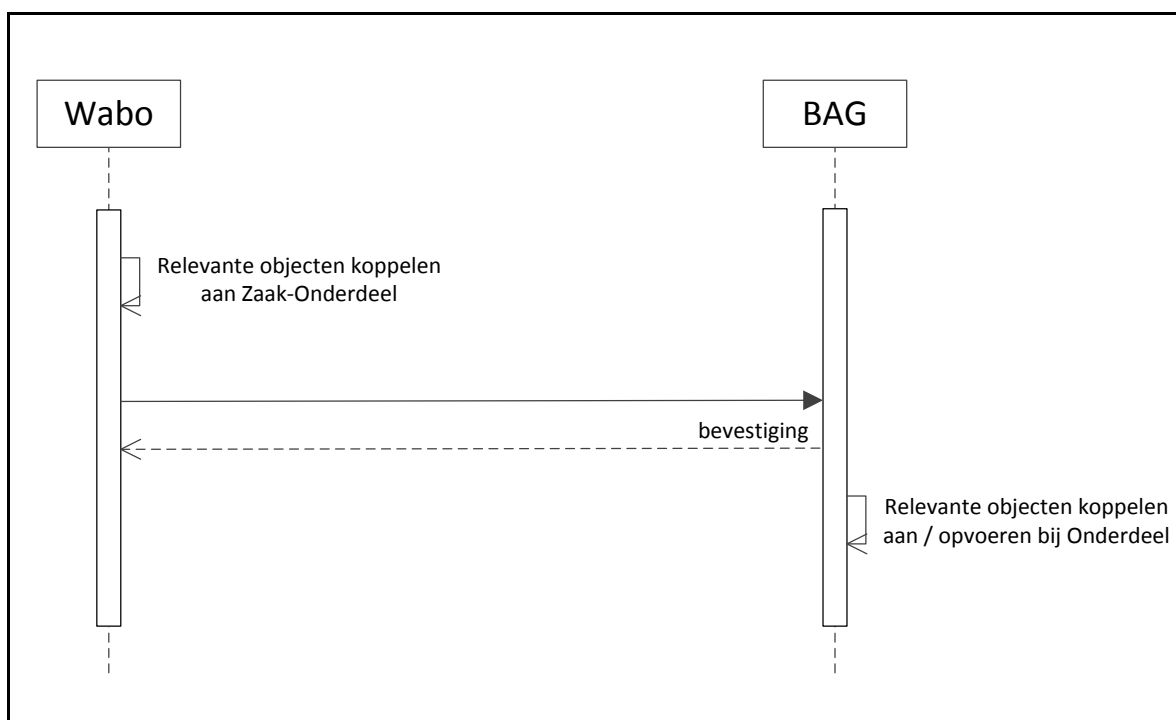 Wabo
BAG
Relevante objecten koppelen
aan Zaak-Onderdeel
bevestiging
Relevante objecten koppelen
aan / opvoeren bij Onderdeel